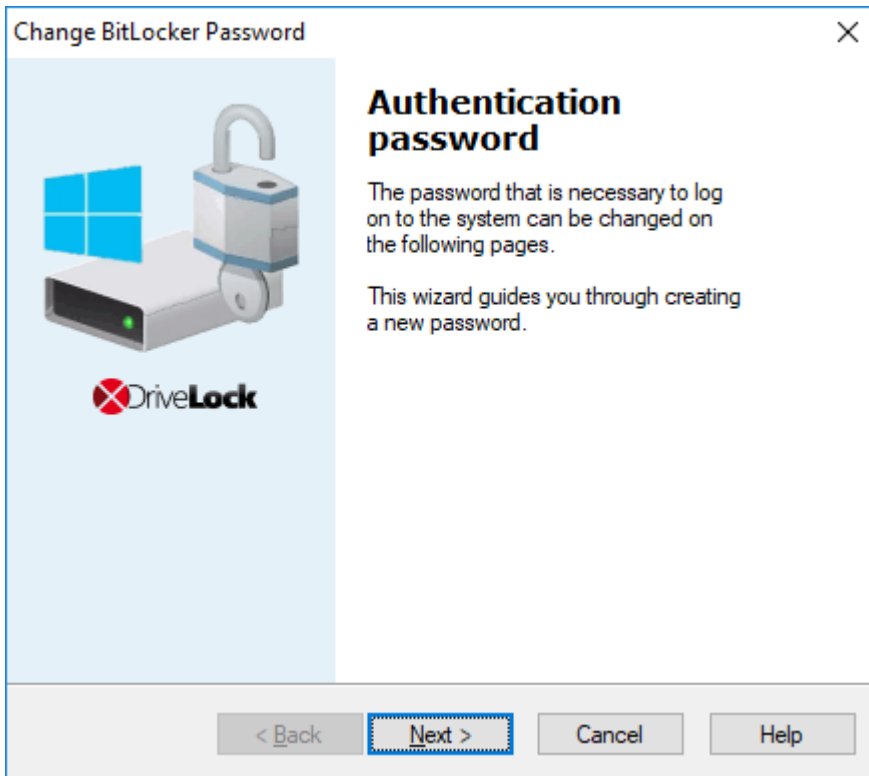 Change BitLocker Password
Authentication
password
The password that is necessary to log
on to the system can be changed on
the following pages.
This wizard guides you through creating
a new password.
DriveLock
< Back
Next >
Cancel
Help